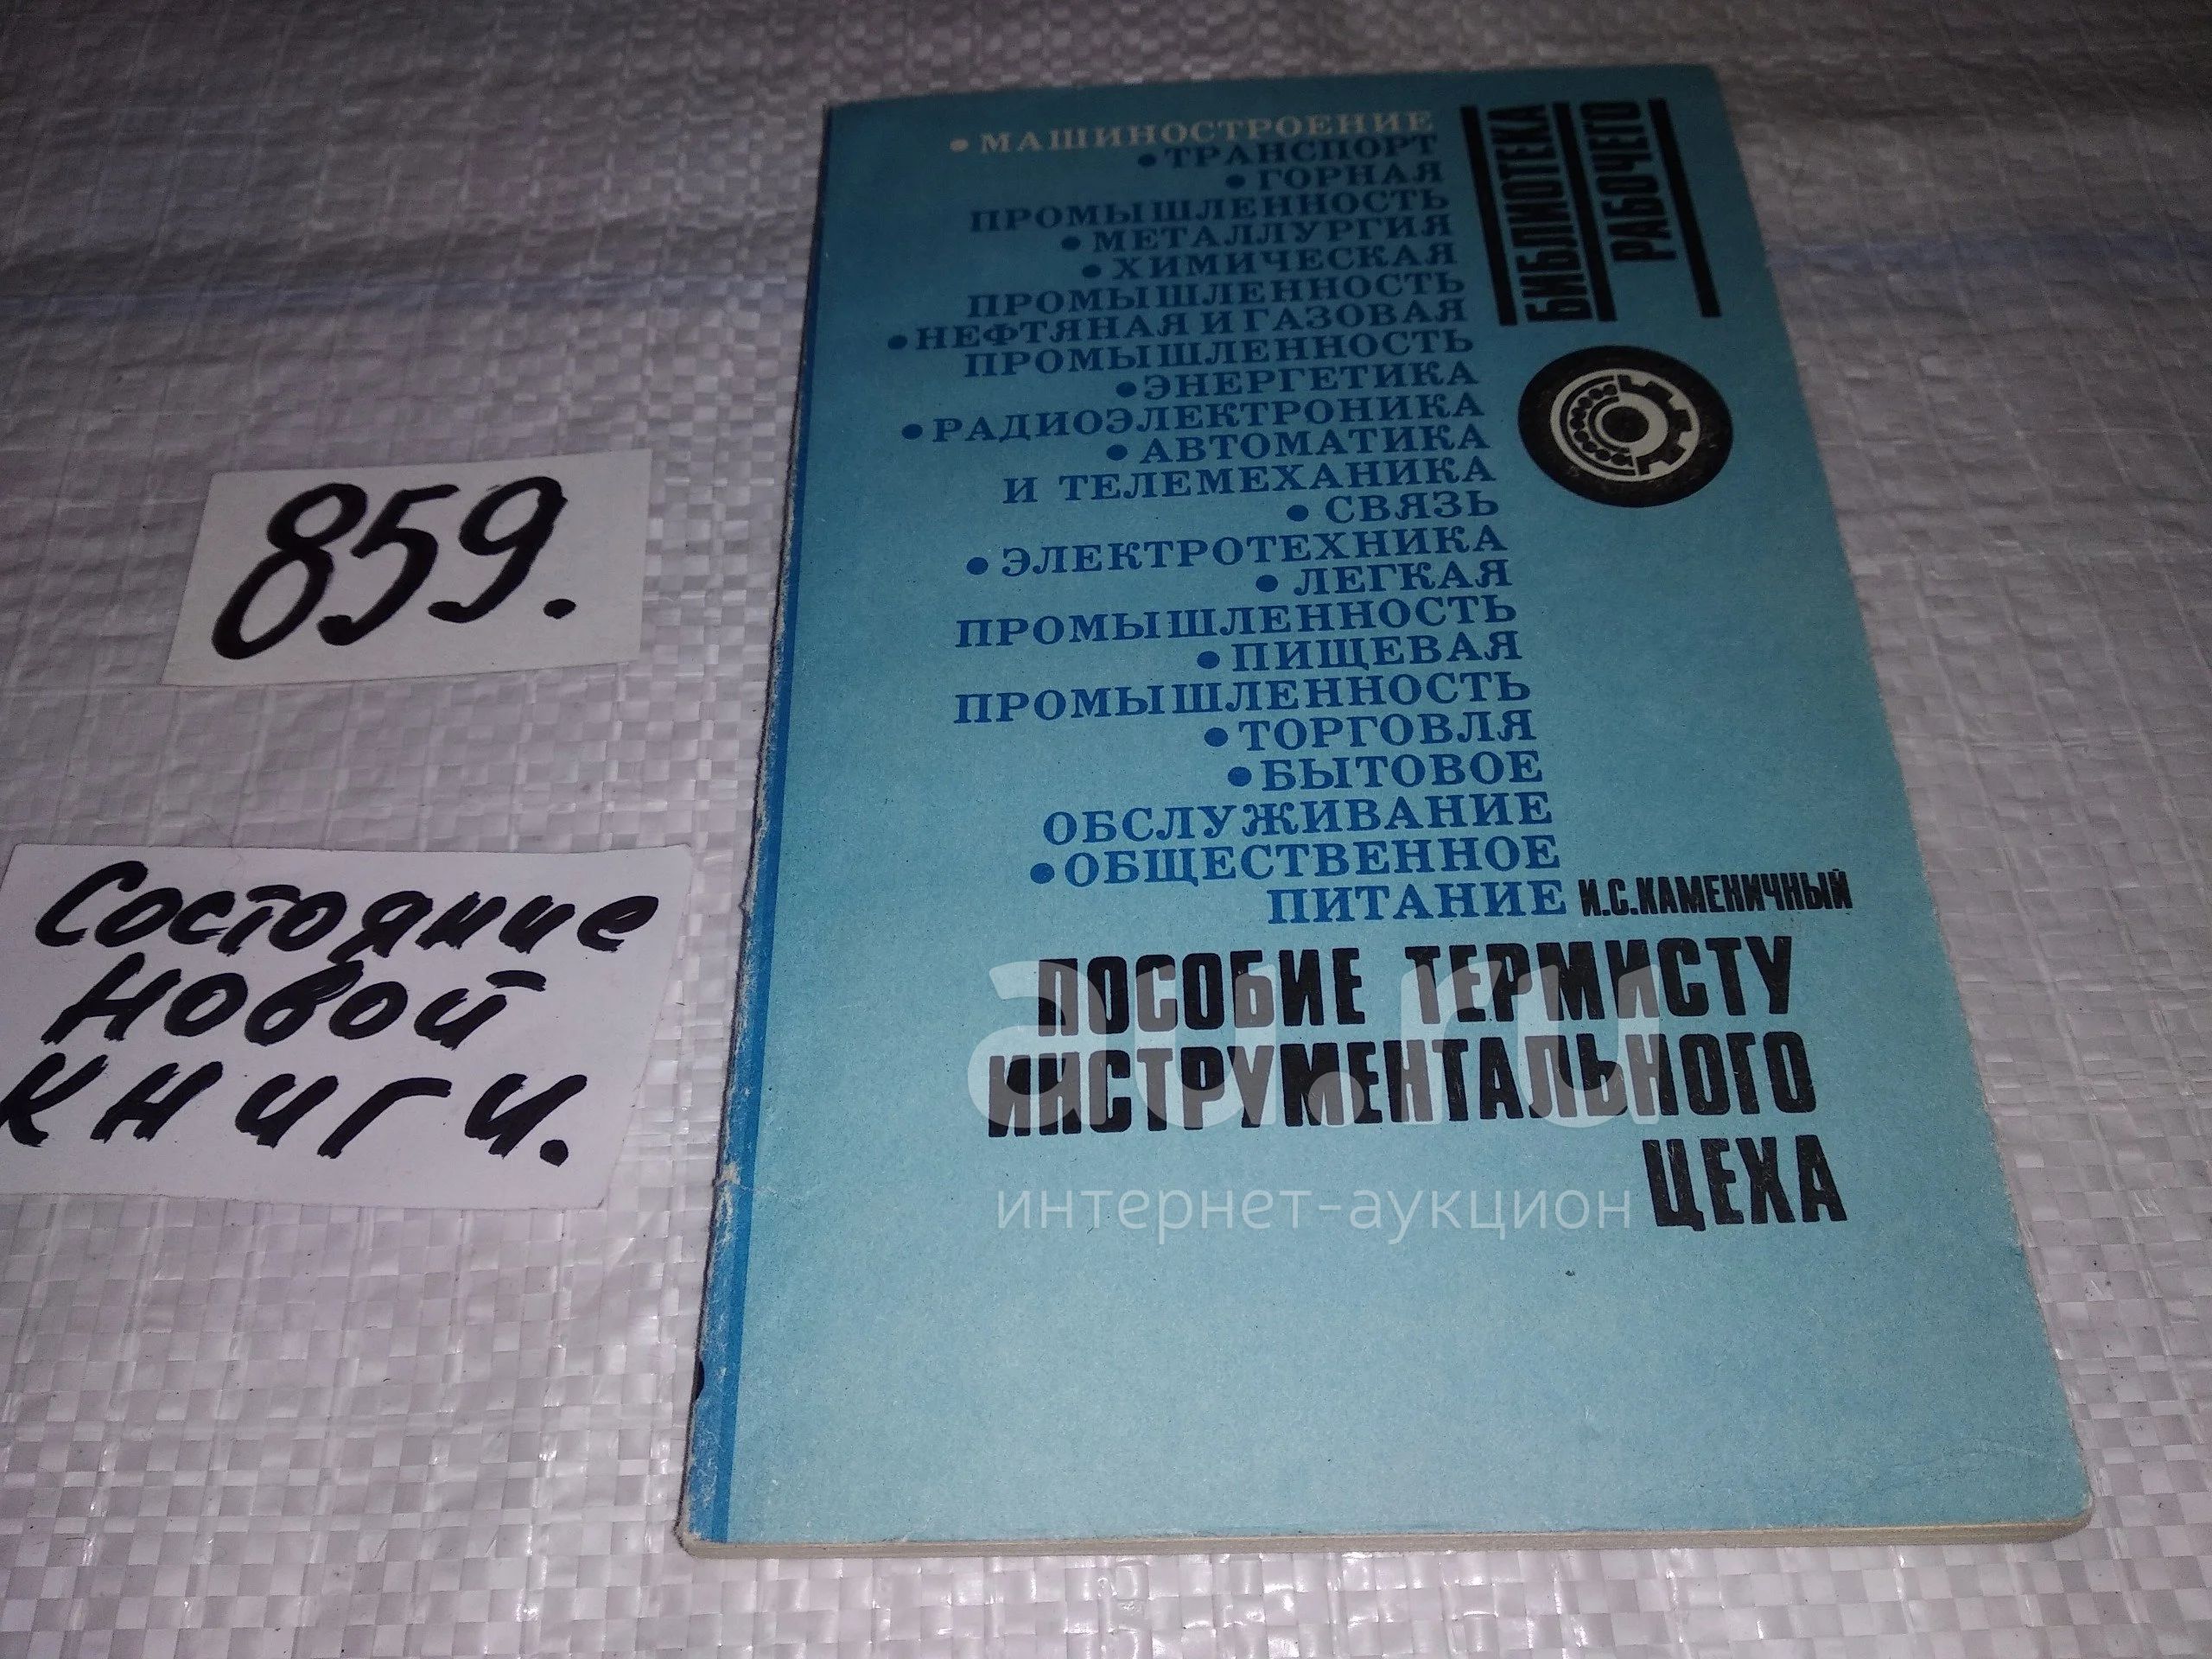 859.
Состояние
новой
книги.
• МАШИНОСТРОЕНИЕ
• ТРАНСПОРТ
• ГОРНАЯ
ПРОМЫШЛЕННОСТЬ
• МЕТАЛЛУРГИЯ
• ХИМИЧЕСКАЯ
ПРОМЫШЛЕННОСТЬ
• НЕФТЯНАЯ И ГАЗОВАЯ
ПРОМЫШЛЕННОСТЬ
• ЭНЕРГЕТИКА
• РАДИОЭЛЕКТРОНИКА
• АВТОМАТИКА
И ТЕЛЕМЕХАНИКА
• СВЯЗЬ
• ЭЛЕКТРОТЕХНИКА
• ЛЕГКАЯ
ПРОМЫШЛЕННОСТЬ
• ПИЩЕВАЯ
ПРОМЫШЛЕННОСТЬ
• ТОРГОВЛЯ
• БЫТОВОЕ
ОБСЛУЖИВАНИЕ
• ОБЩЕСТВЕННОЕ
ПИТАНИЕ
БИБЛИОТЕКА
РАБОЧЕГО
И.С.КАМЕНИЧНЫЙ
ПОСОБИЕ ТЕРМИСТУ
ИНСТРУМЕНТАЛЬНОГО
ЦЕХА
au.ru
интернет-аукцион